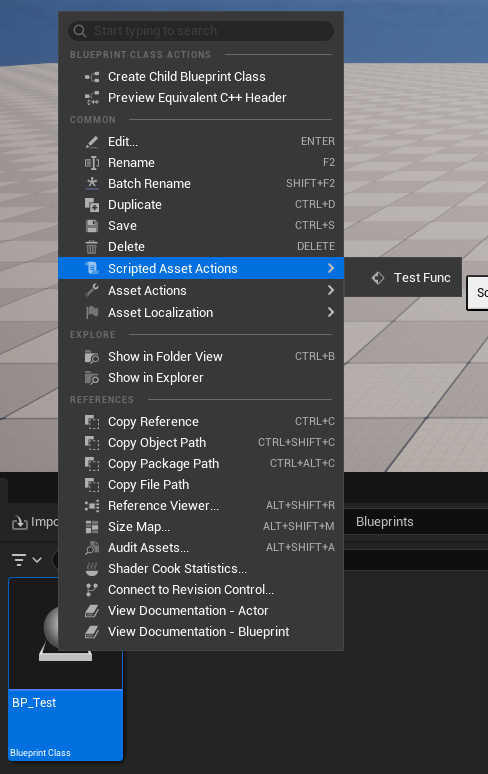 Start typing to search
BLUEPRINT CLASS ACTIONS
Create Child Blueprint Class
Preview Equivalent C++ Header
COMMON
Edit... ENTER
Rename F2
Batch Rename SHIFT+F2
Duplicate CTRL+D
Save CTRL+S
Delete DELETE
Scripted Asset Actions
Test Func
Asset Actions
Asset Localization
EXPLORE
Show in Folder View CTRL+B
Show in Explorer
REFERENCES
Copy Reference CTRL+C
Copy Object Path CTRL+SHIFT+C
Copy Package Path CTRL+ALT+C
Copy File Path
Reference Viewer... ALT+SHIFT+R
Size Map... ALT+SHIFT+M
Audit Assets... ALT+SHIFT+A
Shader Cook Statistics...
Connect to Revision Control...
View Documentation - Actor
View Documentation - Blueprint
Blueprints
BP_Test
Blueprint Class